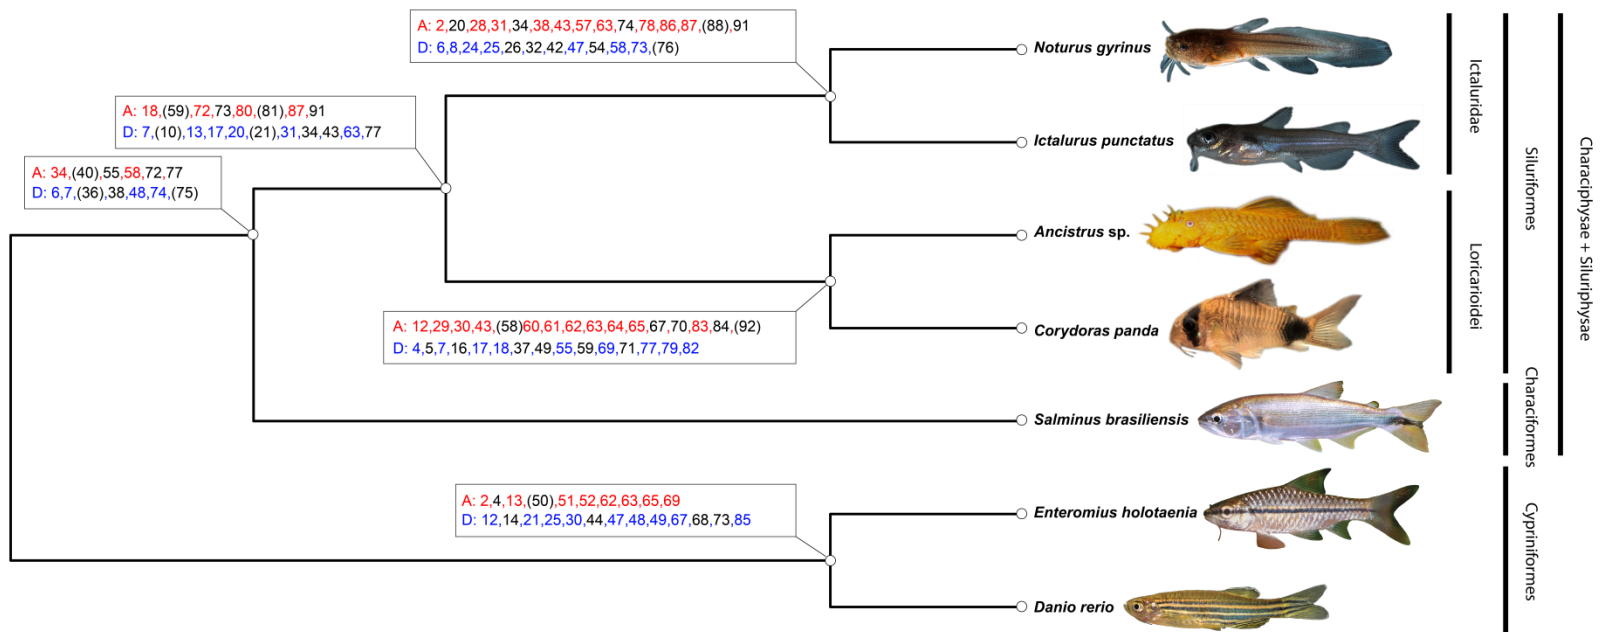 A: 2,20,28,31,34,38,43,57,63,74,78,86,87,(88),91
D: 6,8,24,25,26,32,42,47,54,58,73,(76)
Noturus gyrinus
A: 18,(59),72,73,80,(81),87,91
D: 7,(10),13,17,20,(21),31,34,43,63,77
Ictalurus punctatus
Ictaluridae
A: 34,(40),55,58,72,77
D: 6,7,(36),38,48,74,(75)
Siluriformes
Characiphysae + Siluriphysae
Ancistrus sp.
Loricarioidei
A: 12,29,30,43,(58)60,61,62,63,64,65,67,70,83,84,(92)
D: 4,5,7,16,17,18,37,49,55,59,69,71,77,79,82
Corydoras panda
Salminus brasiliensis
Characiformes
A: 2,4,13,(50),51,52,62,63,65,69
D: 12,14,21,25,30,44,47,48,49,67,68,73,85
Enteromius holotaenia
Cypriniformes
Danio rerio